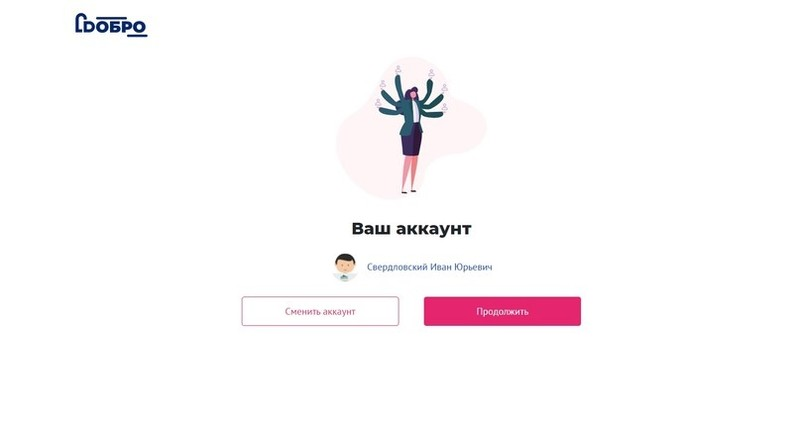 ДОБРО
Ваш аккаунт
Свердловский Иван Юрьевич
Сменить аккаунт
Продолжить